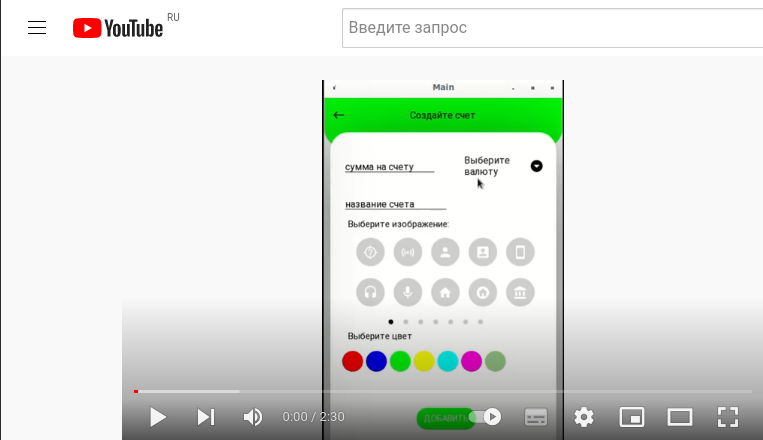 YouTube RU
Введите запрос
Main
Создайте счет
сумма на счету
Выберите
валюту
название счета
Выберите изображение:
Выберите цвет
ДОБАВИТЬ
0:00 / 2:30